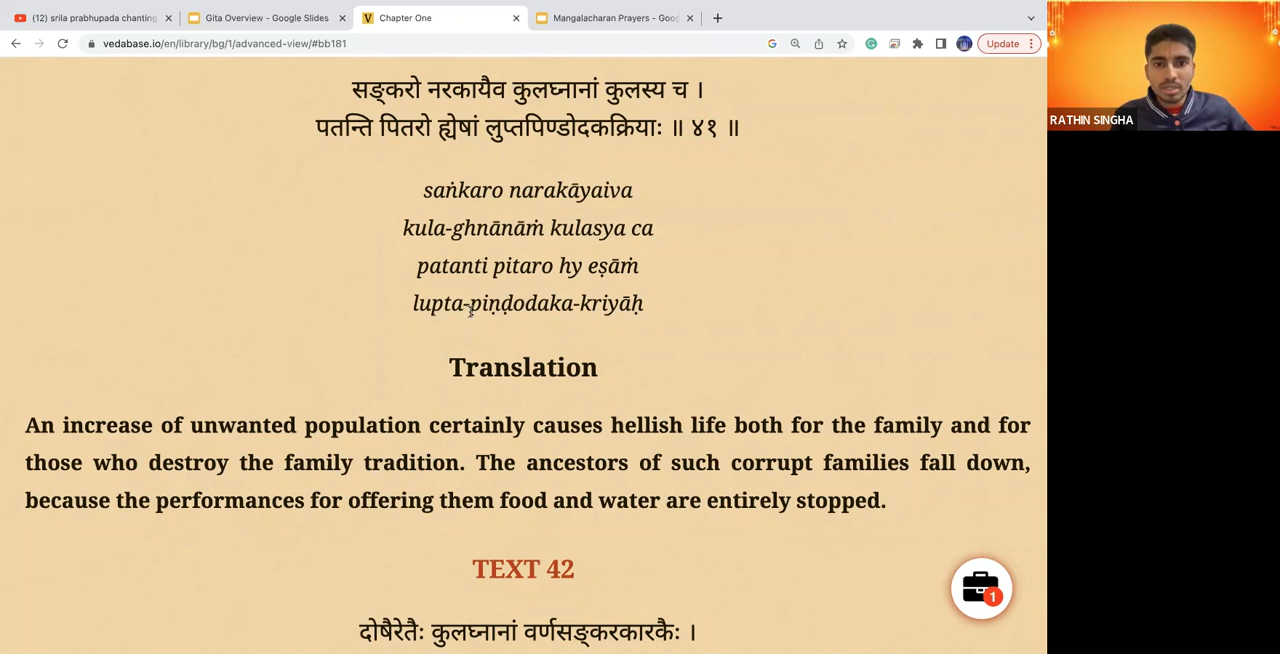 (12) srila prabhupada chanting
Gita Overview - Google Slides
Chapter One
Mangalacharan Prayers - Goo
vedabase.io/en/library/bg/1/advanced-view/#bb181
Update
RATHIN SINGHA
सङ्करो नरकायैव कुलघ्नानां कुलस्य च ।
पतन्ति पितरो ह्येषां लुप्तपिण्डोदकक्रियाः ॥ ४१ ॥
saṅkaro narakāyaiva
kula-ghnānāṁ kulasya ca
patanti pitaro hy eṣāṁ
lupta-piṇḍodaka-kriyāḥ
Translation
An increase of unwanted population certainly causes hellish life both for the family and for
those who destroy the family tradition. The ancestors of such corrupt families fall down,
because the performances for offering them food and water are entirely stopped.
TEXT 42
1
दोषैरेतैः कुलघ्नानां वर्णसङ्करकारकैः ।